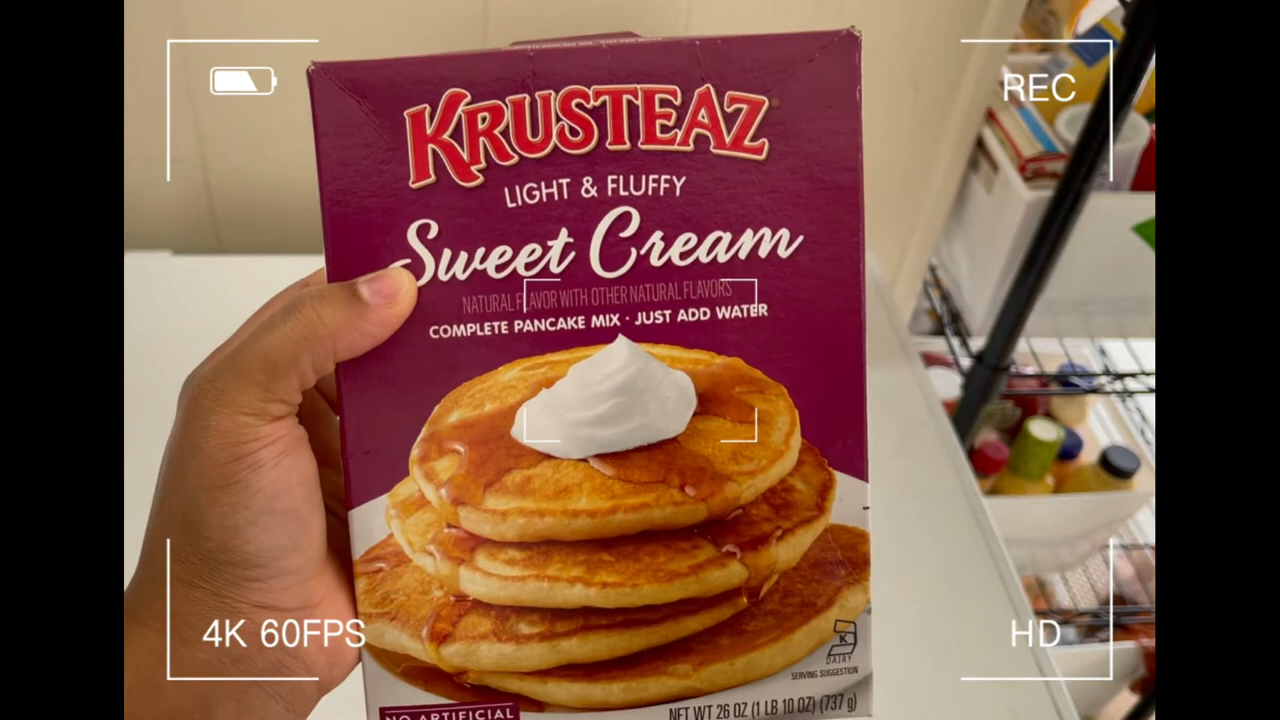 REC
KRUSTEAZ
LIGHT & FLUFFY
Sweet Cream
NATURAL FLAVOR WITH OTHER NATURAL FLAVORS
COMPLETE PANCAKE MIX · JUST ADD WATER
4K 60FPS
HD
K
DAIRY
SERVING SUGGESTION
NET WT 26 OZ (1 LB 10 OZ) (737 g)
NO ARTIFICIAL